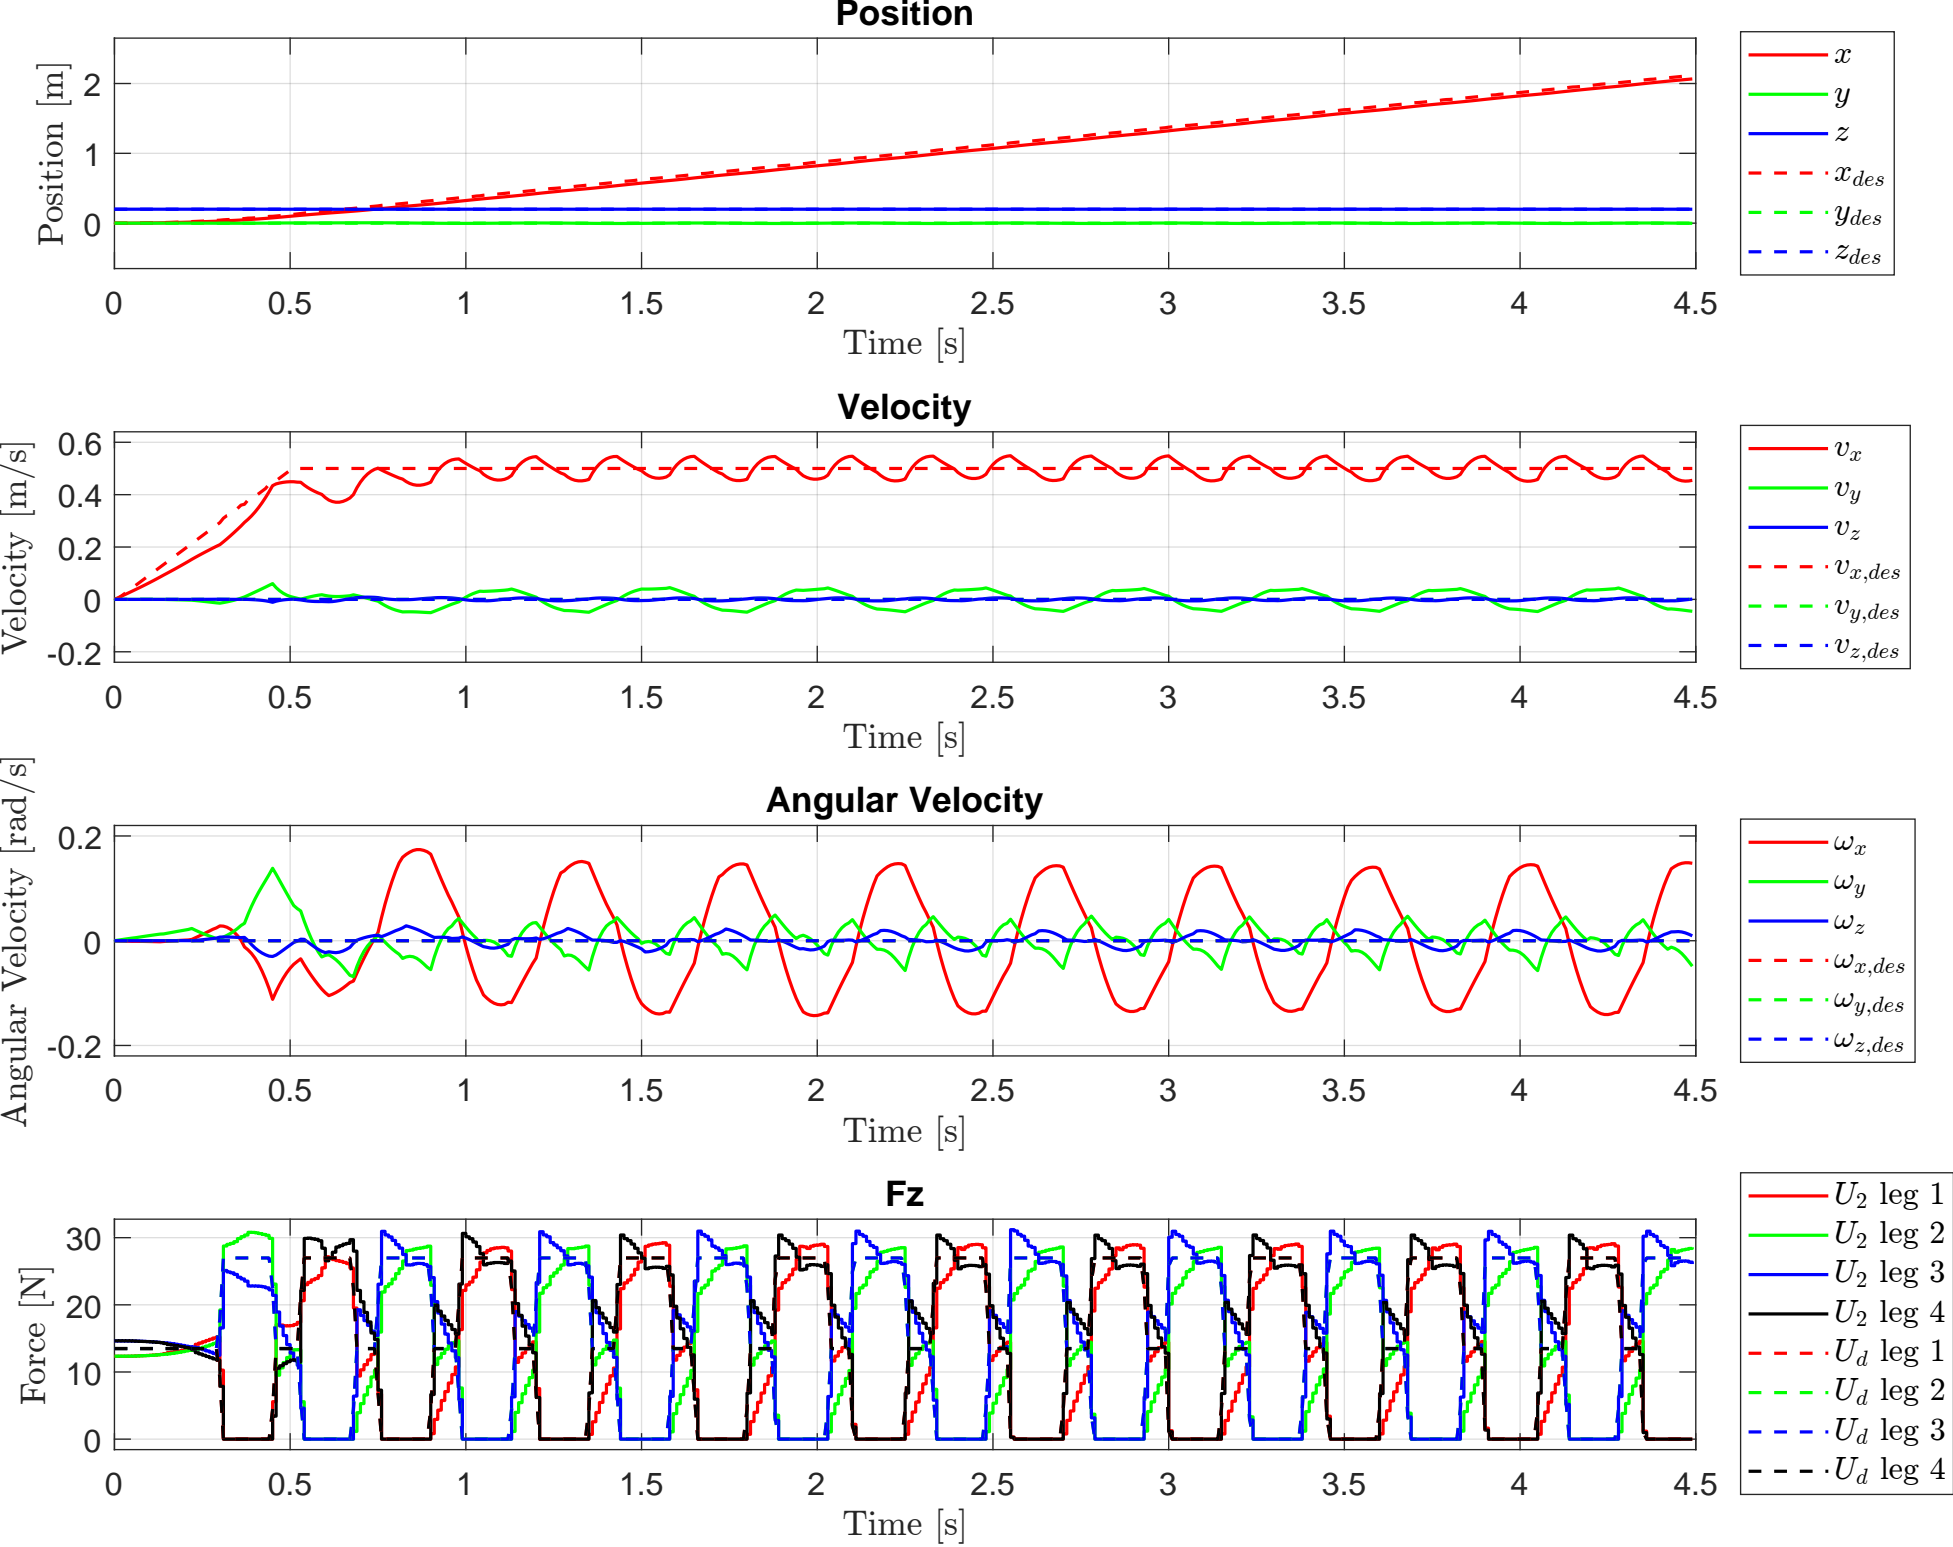 Position
Position [m]
2
1
0
0 0.5 1 1.5 2 2.5 3 3.5 4 4.5
Time [s]
x
y
z
x_des
y_des
z_des
Velocity
Velocity [m/s]
0.6
0.4
0.2
0
-0.2
0 0.5 1 1.5 2 2.5 3 3.5 4 4.5
Time [s]
v_x
v_y
v_z
v_x,des
v_y,des
v_z,des
Angular Velocity
Angular Velocity [rad/s]
0.2
0
-0.2
0 0.5 1 1.5 2 2.5 3 3.5 4 4.5
Time [s]
ω_x
ω_y
ω_z
ω_x,des
ω_y,des
ω_z,des
Fz
Force [N]
30
20
10
0
0 0.5 1 1.5 2 2.5 3 3.5 4 4.5
Time [s]
U_2 leg 1
U_2 leg 2
U_2 leg 3
U_2 leg 4
U_d leg 1
U_d leg 2
U_d leg 3
U_d leg 4